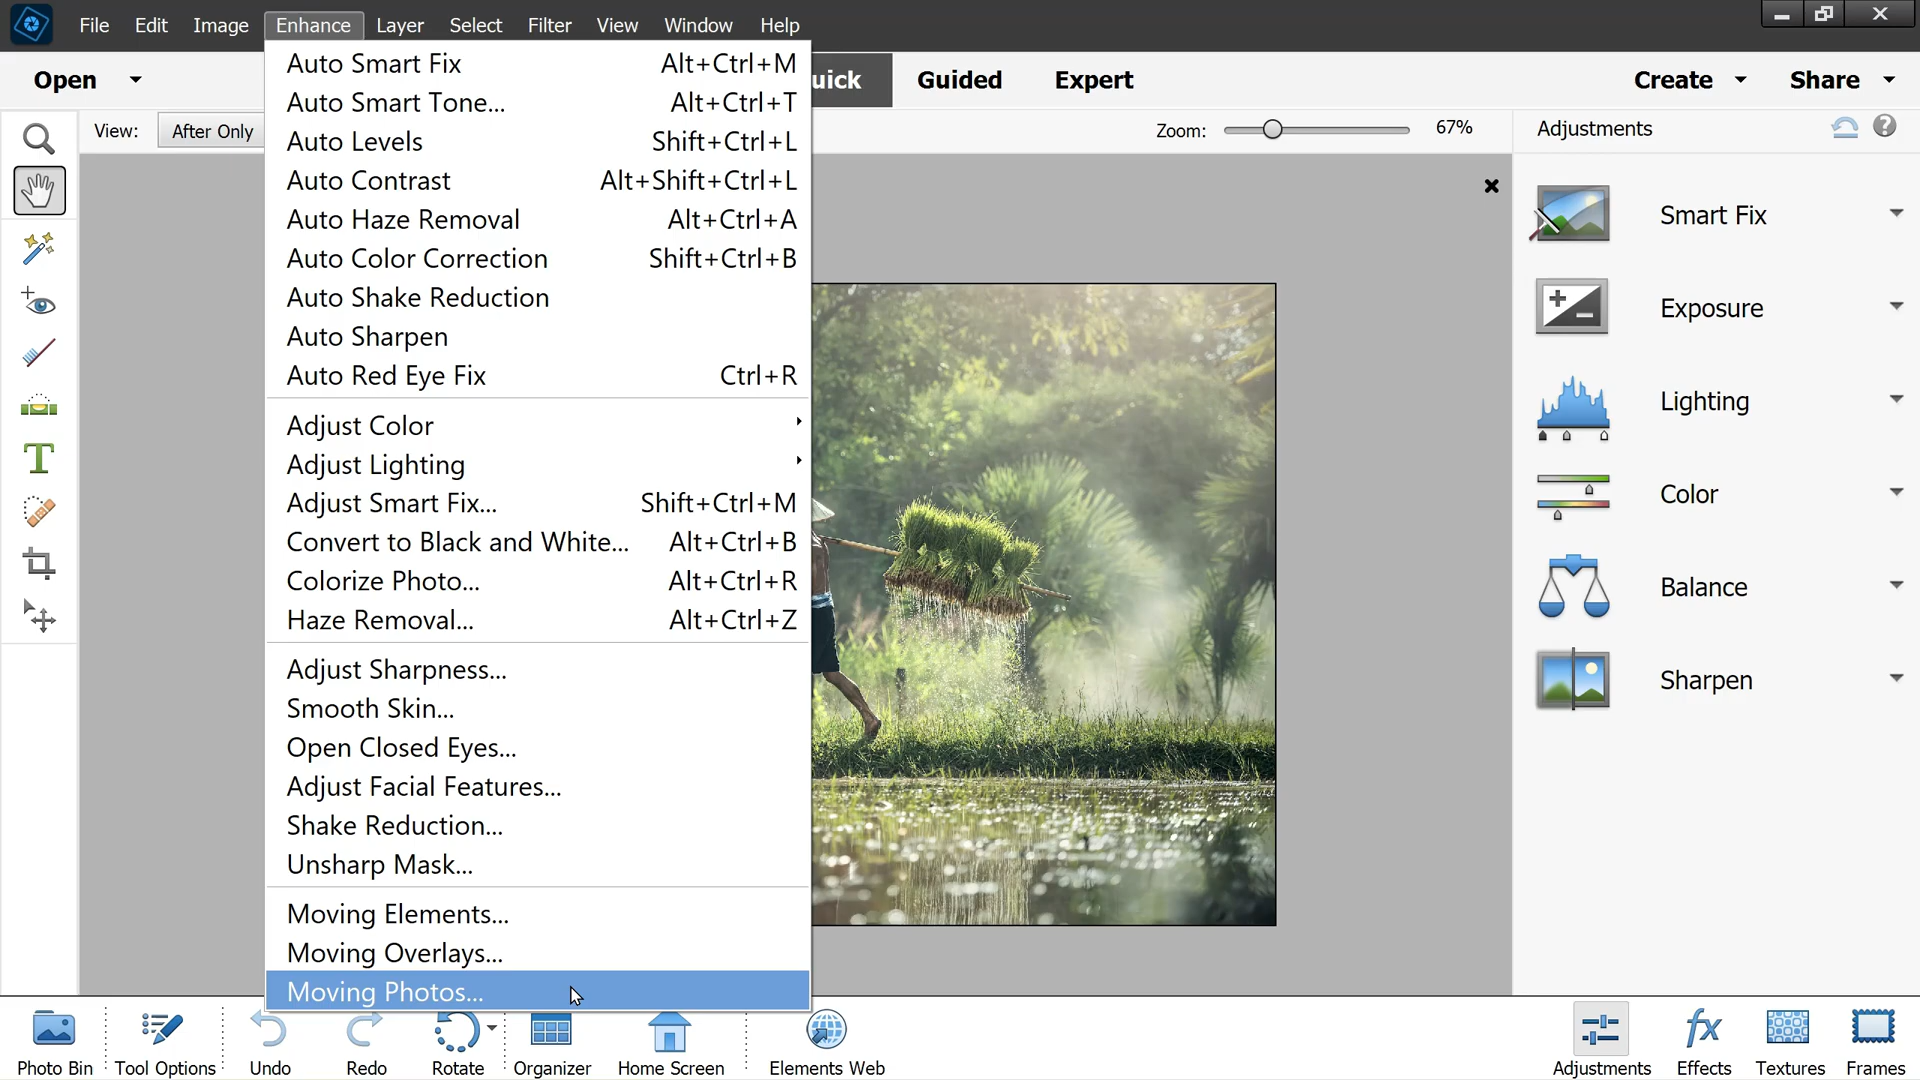 File Edit Image Enhance Layer Select Filter View Window Help
Open uick Guided Expert Create Share
View: After Only Zoom: 67% Adjustments
Auto Smart Fix Alt+Ctrl+M
Auto Smart Tone... Alt+Ctrl+T
Auto Levels Shift+Ctrl+L
Auto Contrast Alt+Shift+Ctrl+L
Auto Haze Removal Alt+Ctrl+A
Auto Color Correction Shift+Ctrl+B
Auto Shake Reduction
Auto Sharpen
Auto Red Eye Fix Ctrl+R
Adjust Color
Adjust Lighting
Adjust Smart Fix... Shift+Ctrl+M
Convert to Black and White... Alt+Ctrl+B
Colorize Photo... Alt+Ctrl+R
Haze Removal... Alt+Ctrl+Z
Adjust Sharpness...
Smooth Skin...
Open Closed Eyes...
Adjust Facial Features...
Shake Reduction...
Unsharp Mask...
Moving Elements...
Moving Overlays...
Moving Photos...
Smart Fix
Exposure
Lighting
Color
Balance
Sharpen
Photo Bin Tool Options Undo Redo Rotate Organizer Home Screen Elements Web Adjustments Effects Textures Frames